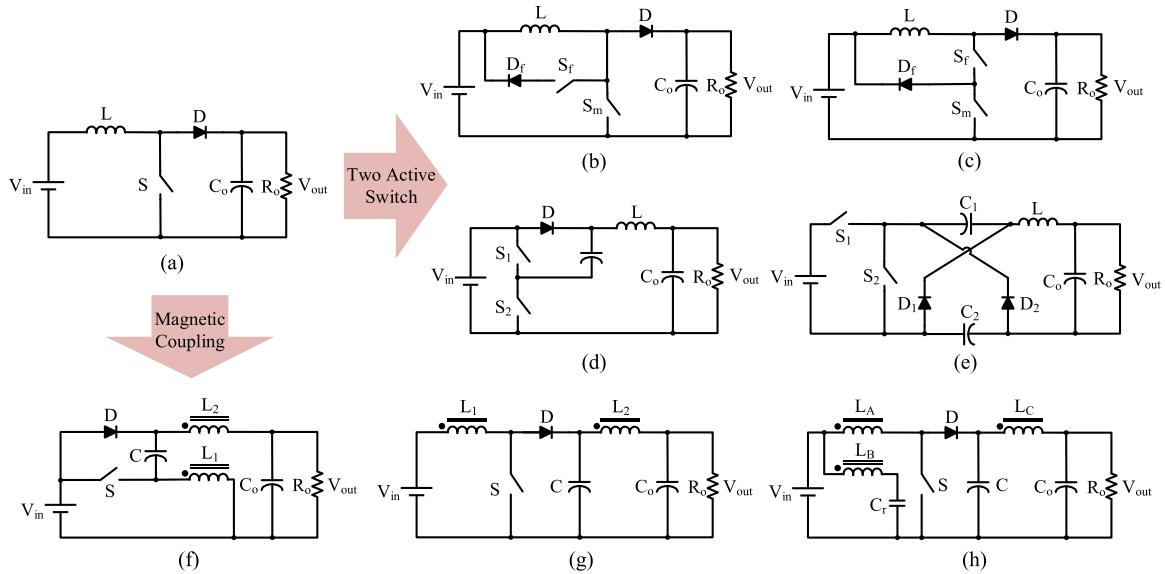 L
D
V_in
S
C_o
R_o
V_out
(a)
Two Active
Switch
L
D
D_f
S_f
V_in
S_m
C_o
R_o
V_out
(b)
L
D
S_f
D_f
V_in
S_m
C_o
R_o
V_out
(c)
D
L
S_1
V_in
S_2
C_o
R_o
V_out
(d)
C_1
L
S_1
S_2
V_in
D_1
D_2
C_o
R_o
V_out
C_2
(e)
Magnetic
Coupling
L_2
D
C
L_1
S
V_in
C_o
R_o
V_out
(f)
L_1
D
L_2
V_in
S
C
C_o
R_o
V_out
(g)
L_A
D
L_C
L_B
V_in
C_r
S
C
C_o
R_o
V_out
(h)